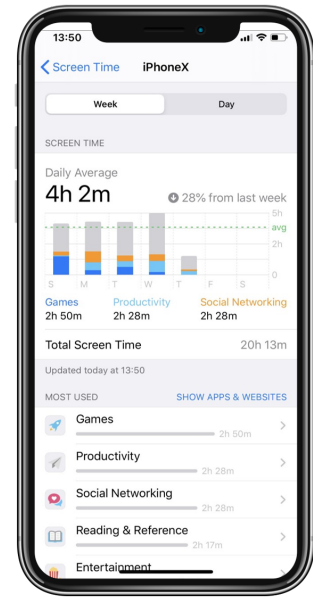 13:50
Screen Time iPhoneX
Week Day
SCREEN TIME
Daily Average
4h 2m 28% from last week
5h
avg
2h
0
S M T W T F S
Games Productivity Social Networking
2h 50m 2h 28m 2h 28m
Total Screen Time 20h 13m
Updated today at 13:50
MOST USED SHOW APPS & WEBSITES
Games
2h 50m
Productivity
2h 28m
Social Networking
2h 28m
Reading & Reference
2h 17m
Entertainment